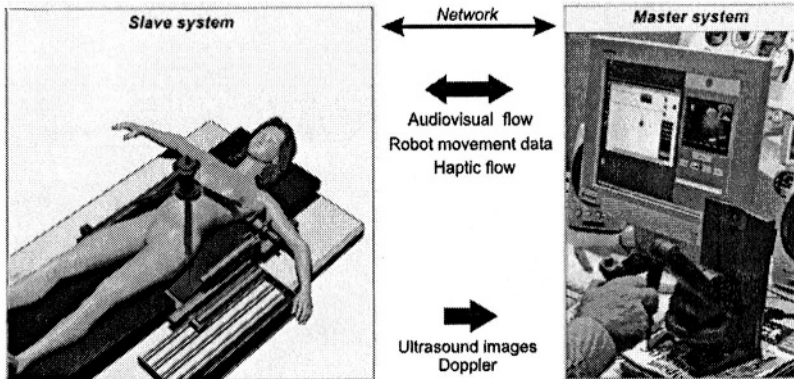 Slave system
Network
Master system
Audiovisual flow
Robot movement data
Haptic flow
Ultrasound images
Doppler